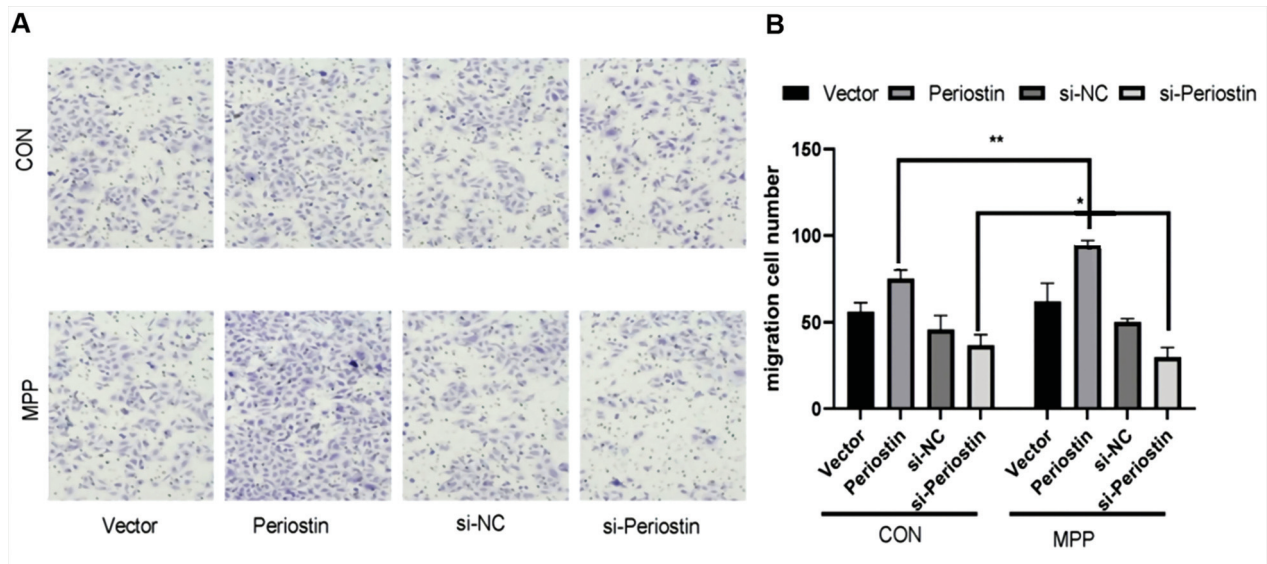 A
CON
MPP
Vector Periostin si-NC si-Periostin
B
Vector Periostin si-NC si-Periostin
migration cell number
150
100
50
0
**
*
Vector Periostin si-NC si-Periostin Vector Periostin si-NC si-Periostin
CON MPP